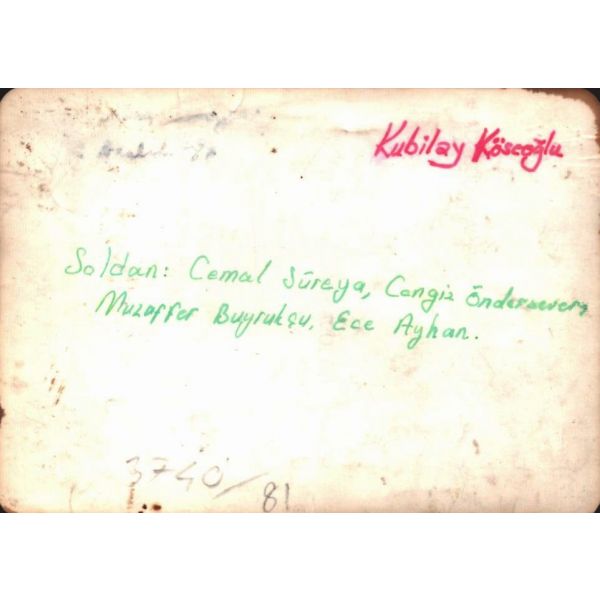 Kubilay Köseoğlu
Soldan: Cemal Süreya, Cengiz Öndersever,
Muzaffer Buyrukçu, Ece Ayhan.
3740/81